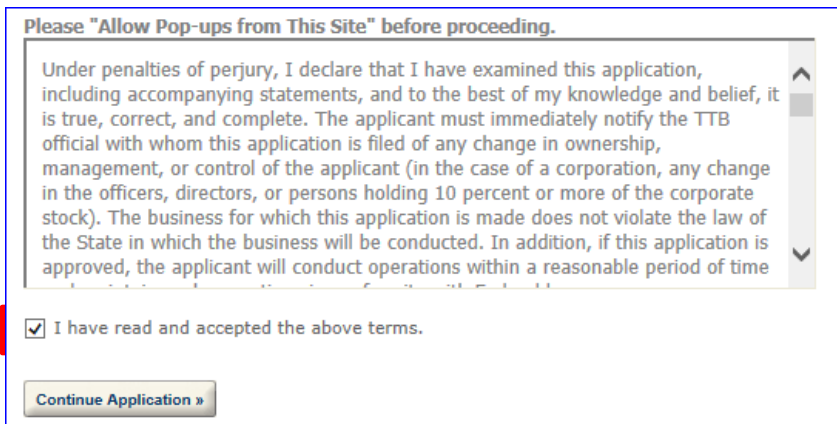 Please "Allow Pop-ups from This Site" before proceeding.
Under penalties of perjury, I declare that I have examined this application,
including accompanying statements, and to the best of my knowledge and belief, it
is true, correct, and complete. The applicant must immediately notify the TTB
official with whom this application is filed of any change in ownership,
management, or control of the applicant (in the case of a corporation, any change
in the officers, directors, or persons holding 10 percent or more of the corporate
stock). The business for which this application is made does not violate the law of
the State in which the business will be conducted. In addition, if this application is
approved, the applicant will conduct operations within a reasonable period of time
I have read and accepted the above terms.
Continue Application »